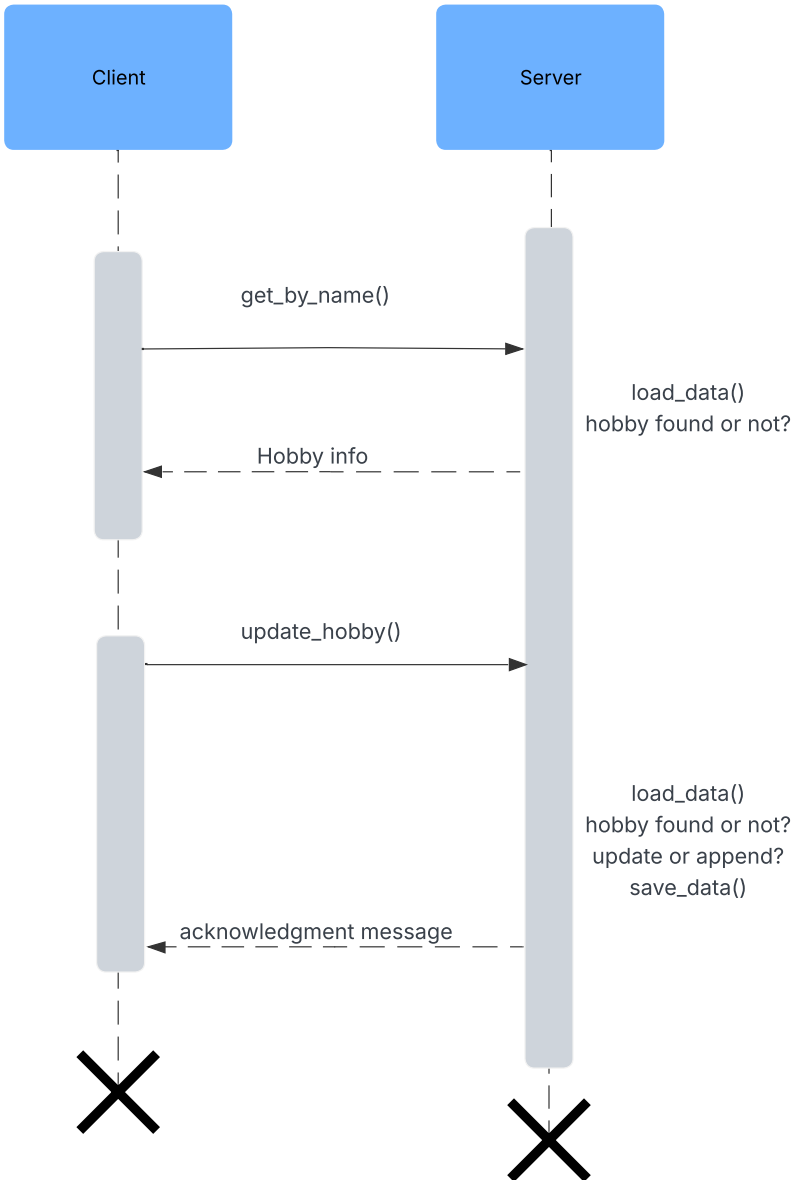 Client
Server
get_by_name()
load_data()
hobby found or not?
Hobby info
update_hobby()
load_data()
hobby found or not?
update or append?
save_data()
acknowledgment message